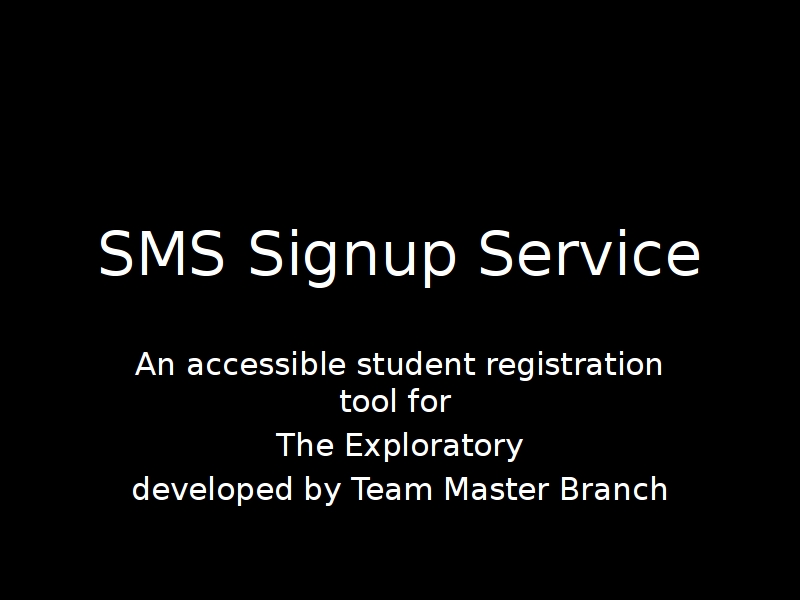 SMS Signup Service
An accessible student registration
tool for
The Exploratory
developed by Team Master Branch